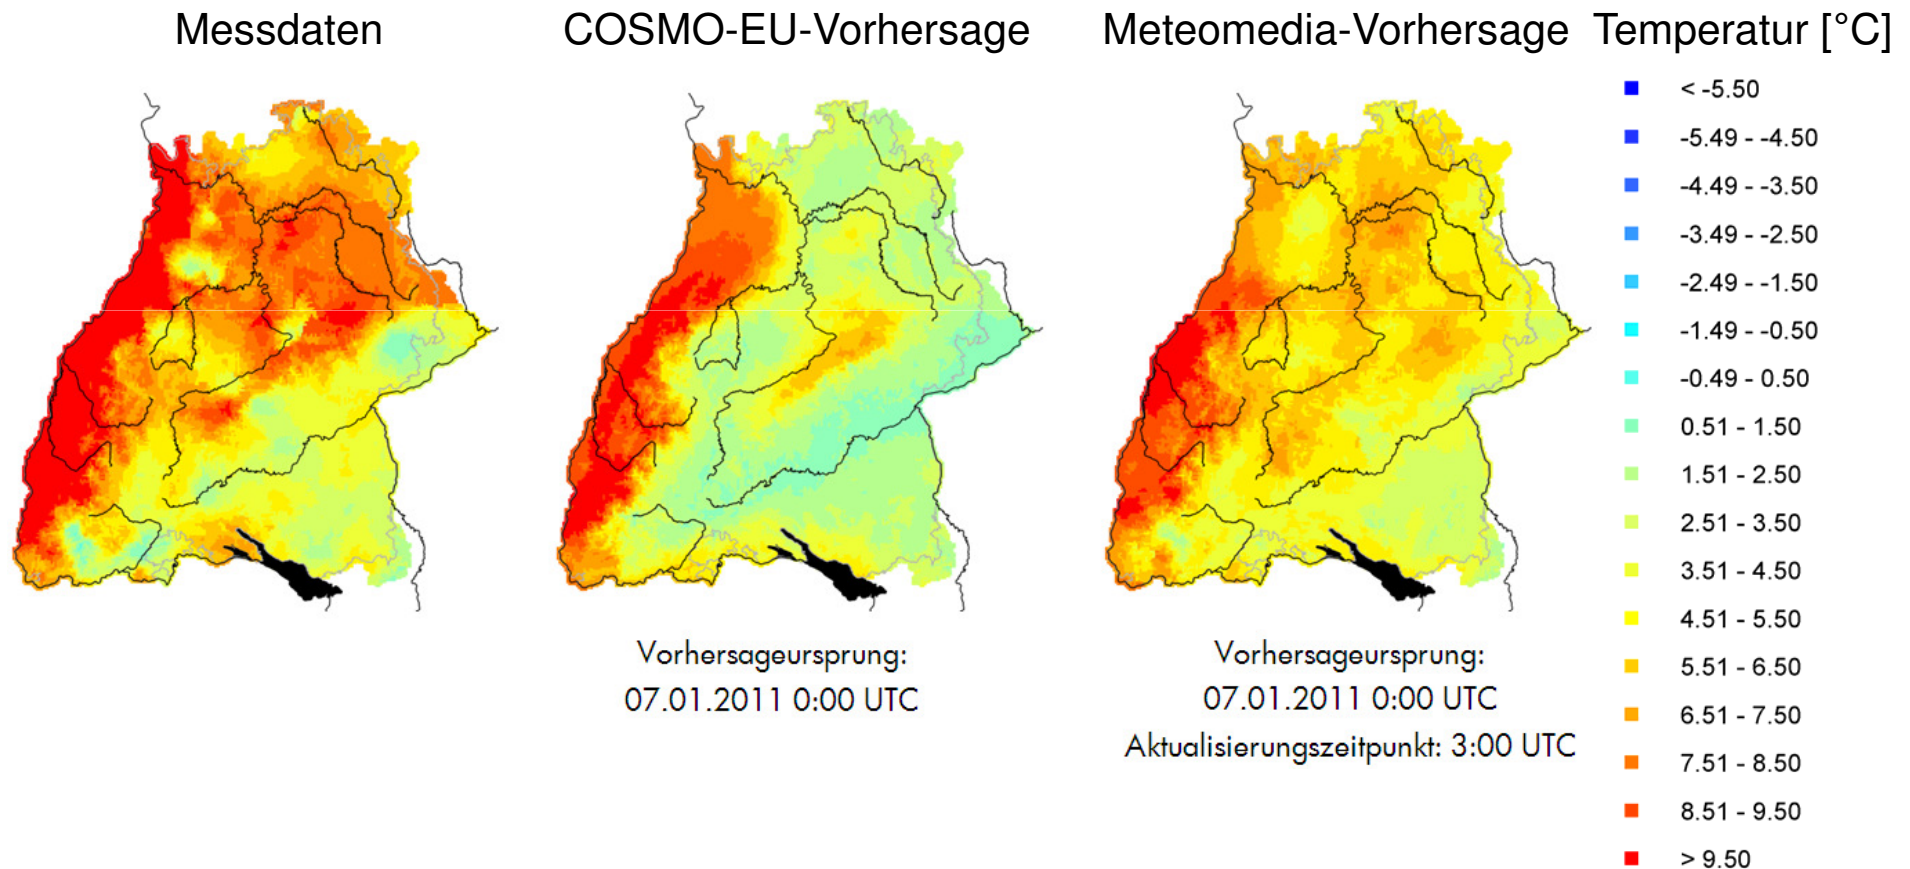 Messdaten
COSMO-EU-Vorhersage
Meteomedia-Vorhersage
Temperatur [°C]
< -5.50
-5.49 - -4.50
-4.49 - -3.50
-3.49 - -2.50
-2.49 - -1.50
-1.49 - -0.50
-0.49 - 0.50
0.51 - 1.50
1.51 - 2.50
2.51 - 3.50
3.51 - 4.50
4.51 - 5.50
5.51 - 6.50
6.51 - 7.50
7.51 - 8.50
8.51 - 9.50
> 9.50
Vorhersageursprung:
07.01.2011 0:00 UTC
Vorhersageursprung:
07.01.2011 0:00 UTC
Aktualisierungszeitpunkt: 3:00 UTC